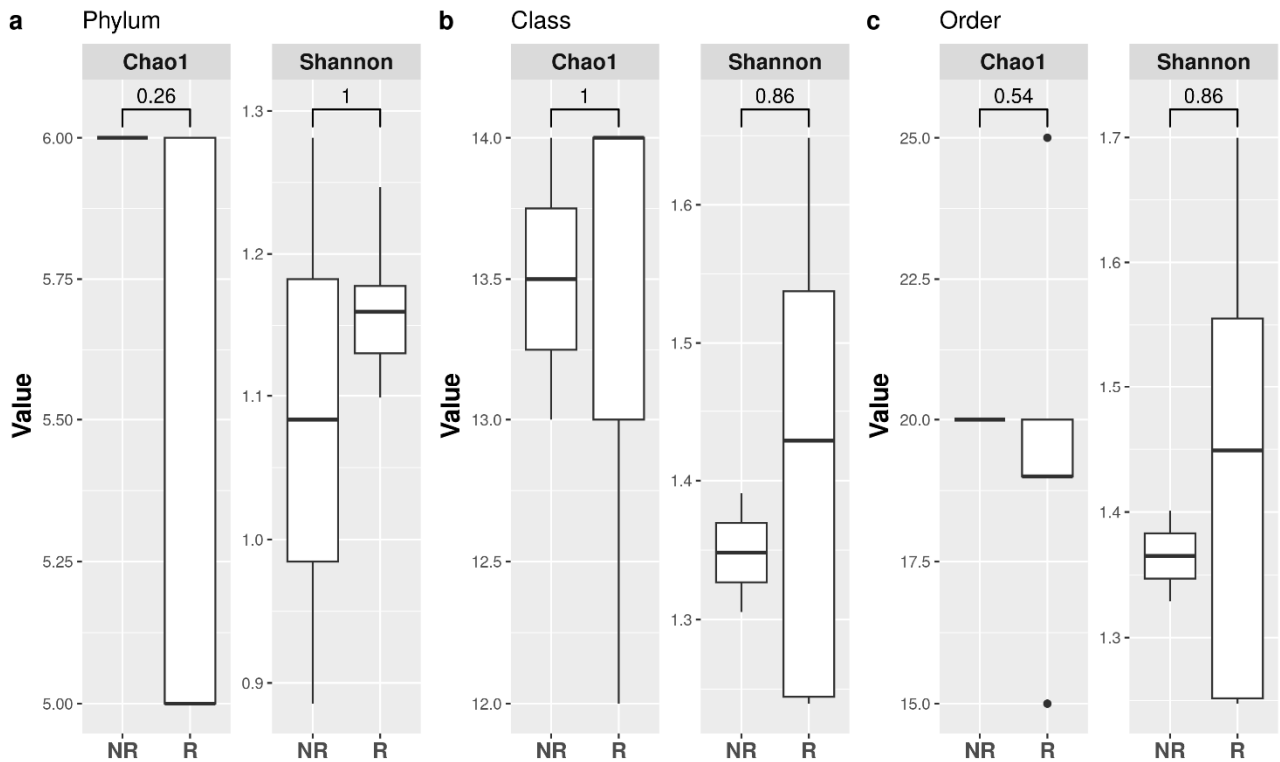 a Phylum
Chao1 Shannon
0.26 1
Value
6.00
5.75
5.50
5.25
5.00
1.3
1.2
1.1
1.0
0.9
NR R NR R
b Class
Chao1 Shannon
1 0.86
Value
14.0
13.5
13.0
12.5
12.0
1.6
1.5
1.4
1.3
NR R NR R
c Order
Chao1 Shannon
0.54 0.86
Value
25.0
22.5
20.0
17.5
15.0
1.7
1.6
1.5
1.4
1.3
NR R NR R